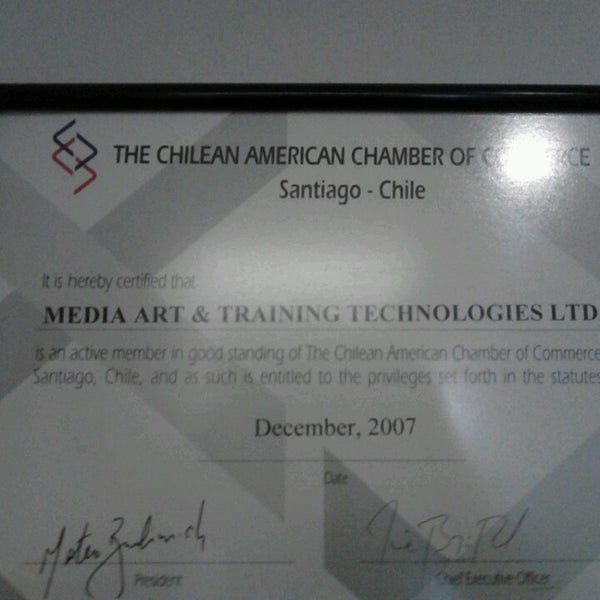 THE CHILEAN AMERICAN CHAMBER OF COMMERCE
Santiago - Chile
It is hereby certified that
MEDIA ART & TRAINING TECHNOLOGIES LTD
is an active member in good standing of The Chilean American Chamber of Commerce
Santiago, Chile, and as such is entitled to the privileges set forth in the statutes
December, 2007
Date
President
Chief Executive Officer